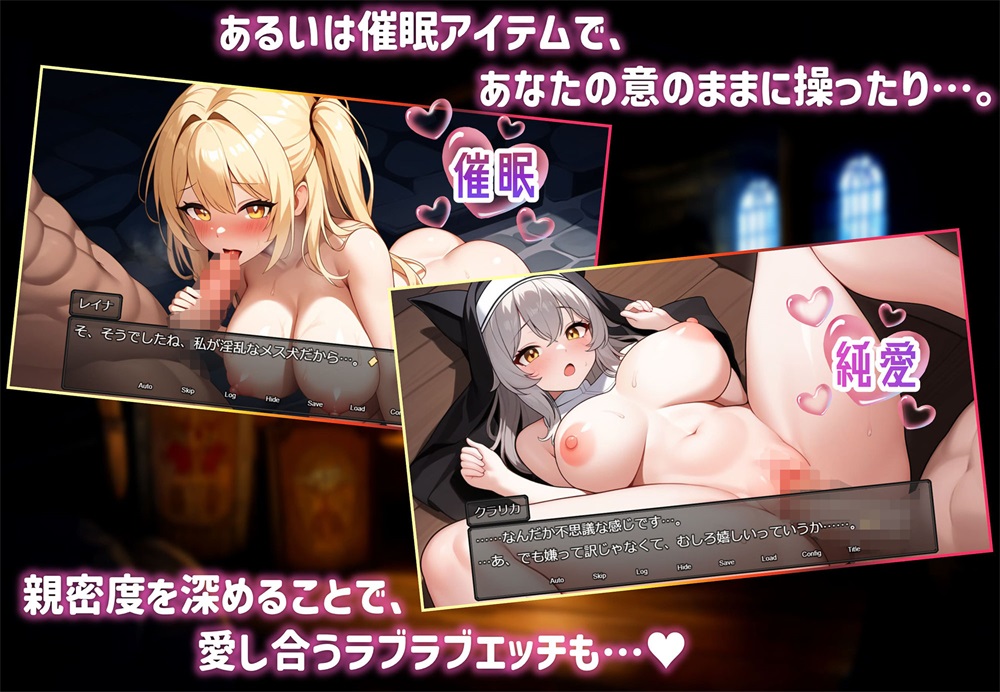 あるいは催眠アイテムで、
あなたの意のままに操ったり…。
催眠
レイナ
そ、そうでしたね、私が淫乱なメス犬だから…。
Auto Skip Log Hide Save Load
純愛
クラリカ
……なんだか不思議な感じです…。
…あ、でも嫌って訳じゃなくて、むしろ嬉しいっていうか……。
Auto Skip Log Hide Save Load Config Title
親密度を深めることで、
愛し合うラブラブエッチも…♥